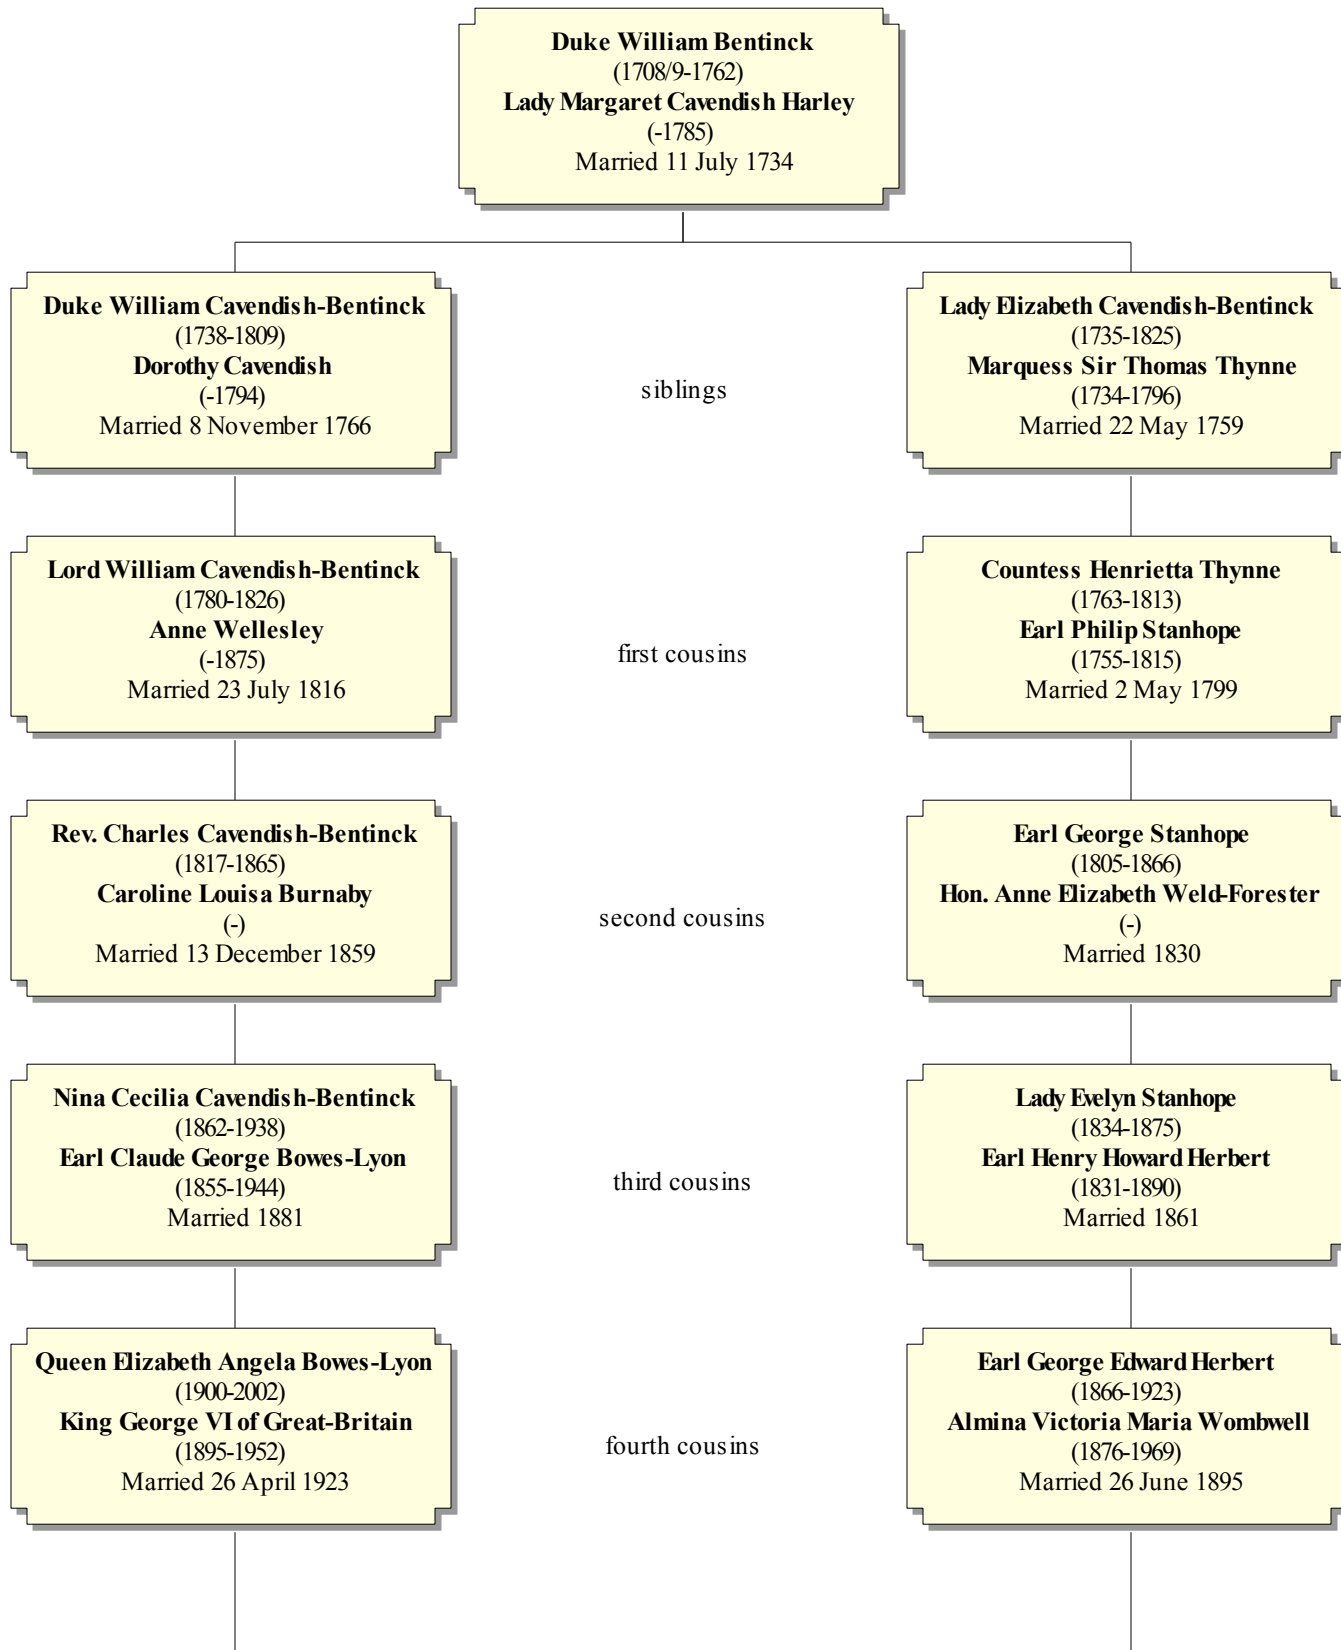 Duke William Bentinck
(1708/9-1762)
Lady Margaret Cavendish Harley
(-1785)
Married 11 July 1734
Duke William Cavendish-Bentinck
(1738-1809)
Dorothy Cavendish
(-1794)
Married 8 November 1766
siblings
Lady Elizabeth Cavendish-Bentinck
(1735-1825)
Marquess Sir Thomas Thynne
(1734-1796)
Married 22 May 1759
Lord William Cavendish-Bentinck
(1780-1826)
Anne Wellesley
(-1875)
Married 23 July 1816
first cousins
Countess Henrietta Thynne
(1763-1813)
Earl Philip Stanhope
(1755-1815)
Married 2 May 1799
Rev. Charles Cavendish-Bentinck
(1817-1865)
Caroline Louisa Burnaby
(-)
Married 13 December 1859
second cousins
Earl George Stanhope
(1805-1866)
Hon. Anne Elizabeth Weld-Forester
(-)
Married 1830
Nina Cecilia Cavendish-Bentinck
(1862-1938)
Earl Claude George Bowes-Lyon
(1855-1944)
Married 1881
third cousins
Lady Evelyn Stanhope
(1834-1875)
Earl Henry Howard Herbert
(1831-1890)
Married 1861
Queen Elizabeth Angela Bowes-Lyon
(1900-2002)
King George VI of Great-Britain
(1895-1952)
Married 26 April 1923
fourth cousins
Earl George Edward Herbert
(1866-1923)
Almina Victoria Maria Wombwell
(1876-1969)
Married 26 June 1895